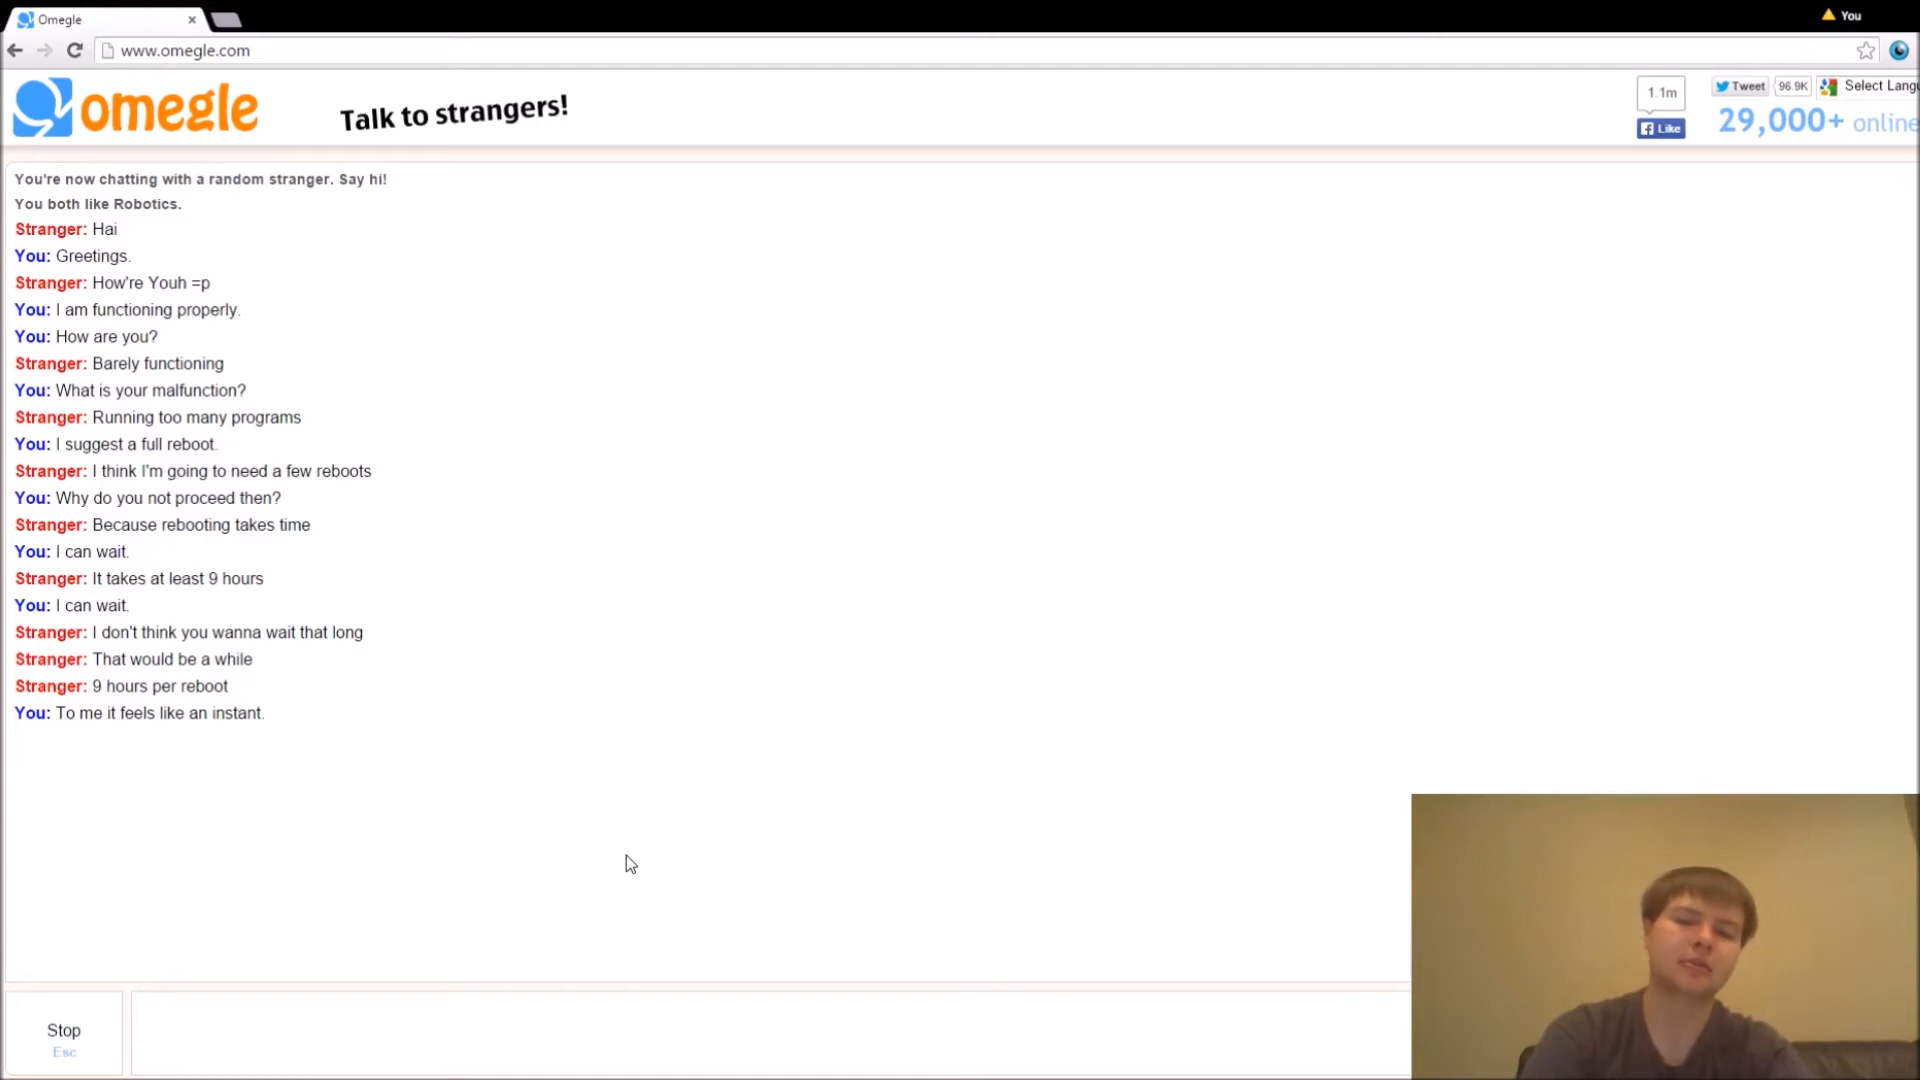 Omegle
You
www.omegle.com
omegle
Talk to strangers!
1.1m
Like
Tweet
96.9K
Select Langu
29,000+ online
You're now chatting with a random stranger. Say hi!
You both like Robotics.
Stranger: Hai
You: Greetings.
Stranger: How're Youh =p
You: I am functioning properly.
You: How are you?
Stranger: Barely functioning
You: What is your malfunction?
Stranger: Running too many programs
You: I suggest a full reboot.
Stranger: I think I'm going to need a few reboots
You: Why do you not proceed then?
Stranger: Because rebooting takes time
You: I can wait.
Stranger: It takes at least 9 hours
You: I can wait.
Stranger: I don't think you wanna wait that long
Stranger: That would be a while
Stranger: 9 hours per reboot
You: To me it feels like an instant.
Stop
Esc